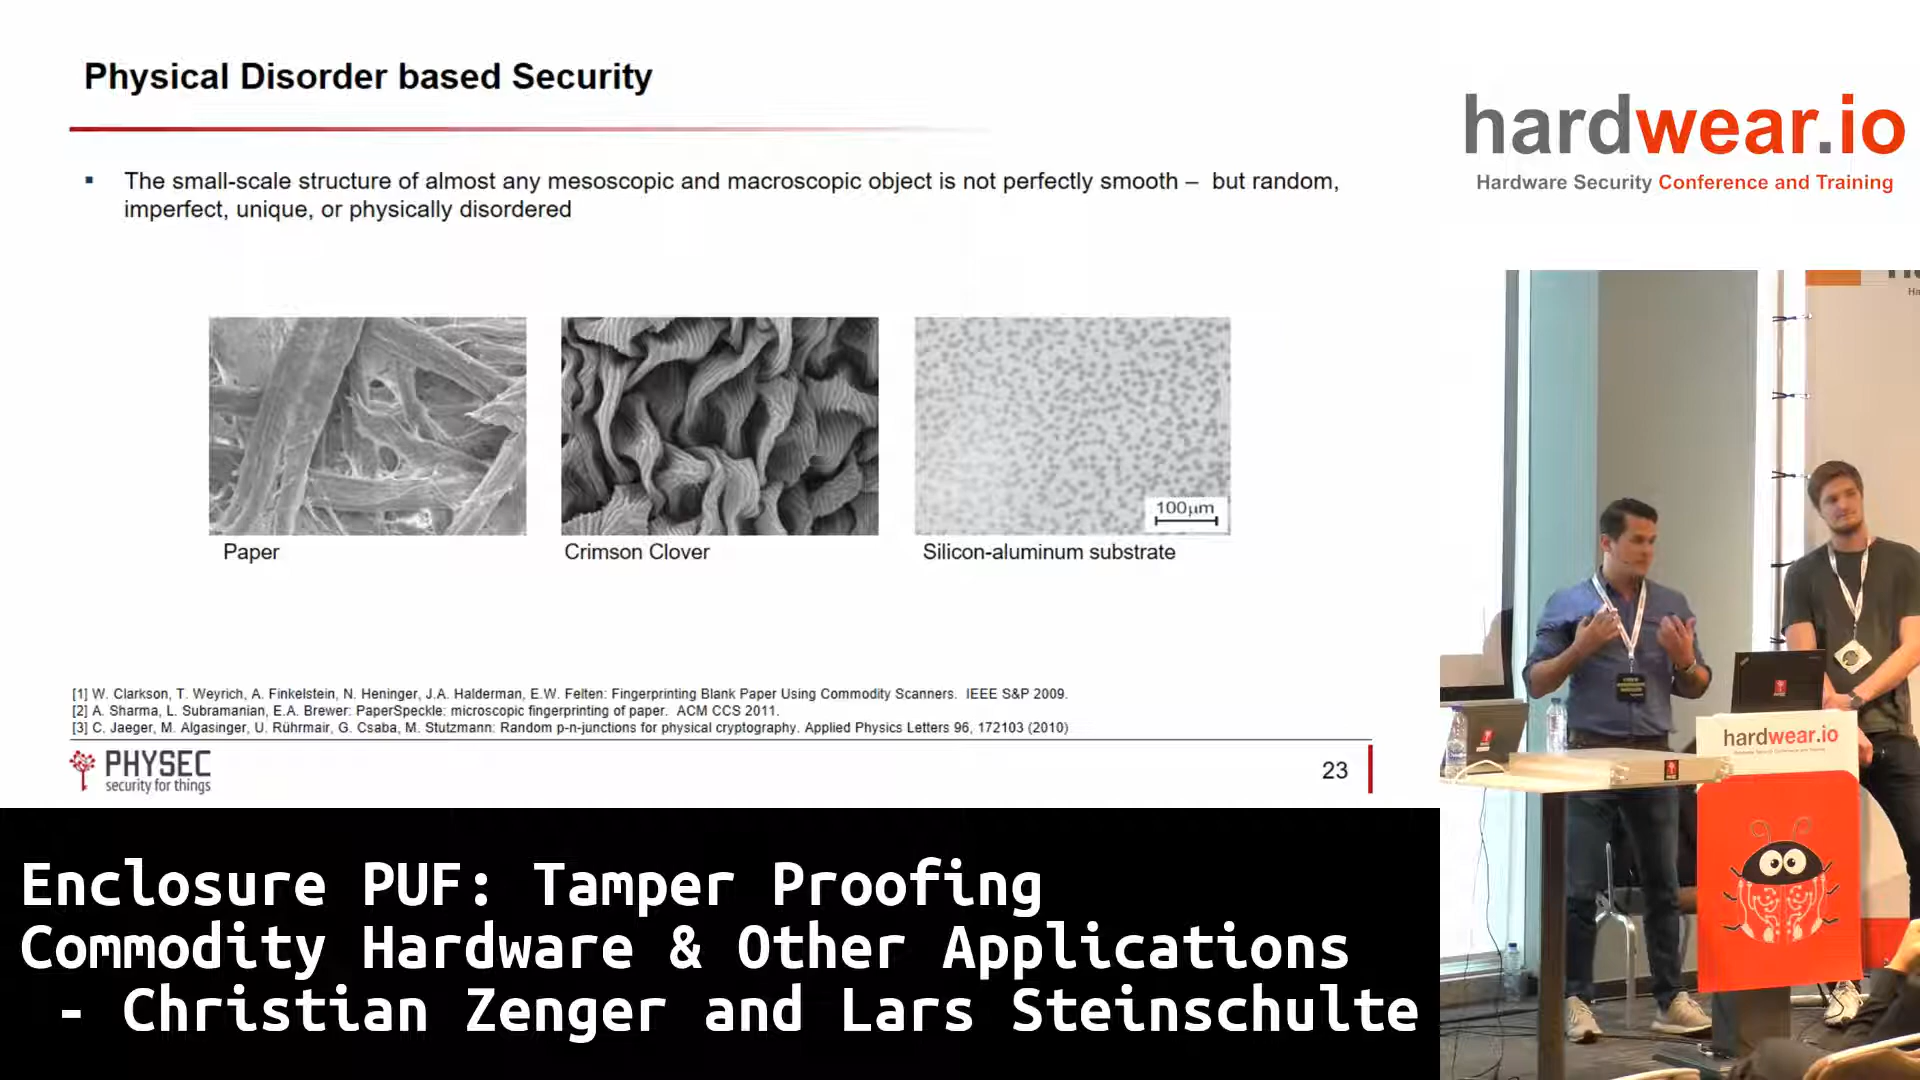 Physical Disorder based Security
▪ The small-scale structure of almost any mesoscopic and macroscopic object is not perfectly smooth – but random,
imperfect, unique, or physically disordered
100µm
Paper
Crimson Clover
Silicon-aluminum substrate
[1] W. Clarkson, T. Weyrich, A. Finkelstein, N. Heninger, J.A. Halderman, E.W. Felten: Fingerprinting Blank Paper Using Commodity Scanners. IEEE S&P 2009.
[2] A. Sharma, L. Subramanian, E.A. Brewer: PaperSpeckle: microscopic fingerprinting of paper. ACM CCS 2011.
[3] C. Jaeger, M. Algasinger, U. Rührmair, G. Csaba, M. Stutzmann: Random p-n-junctions for physical cryptography. Applied Physics Letters 96, 172103 (2010)
PHYSEC
security for things
23
hardwear.io
Hardware Security Conference and Training
hardwear.io
Enclosure PUF: Tamper Proofing
Commodity Hardware & Other Applications
- Christian Zenger and Lars Steinschulte